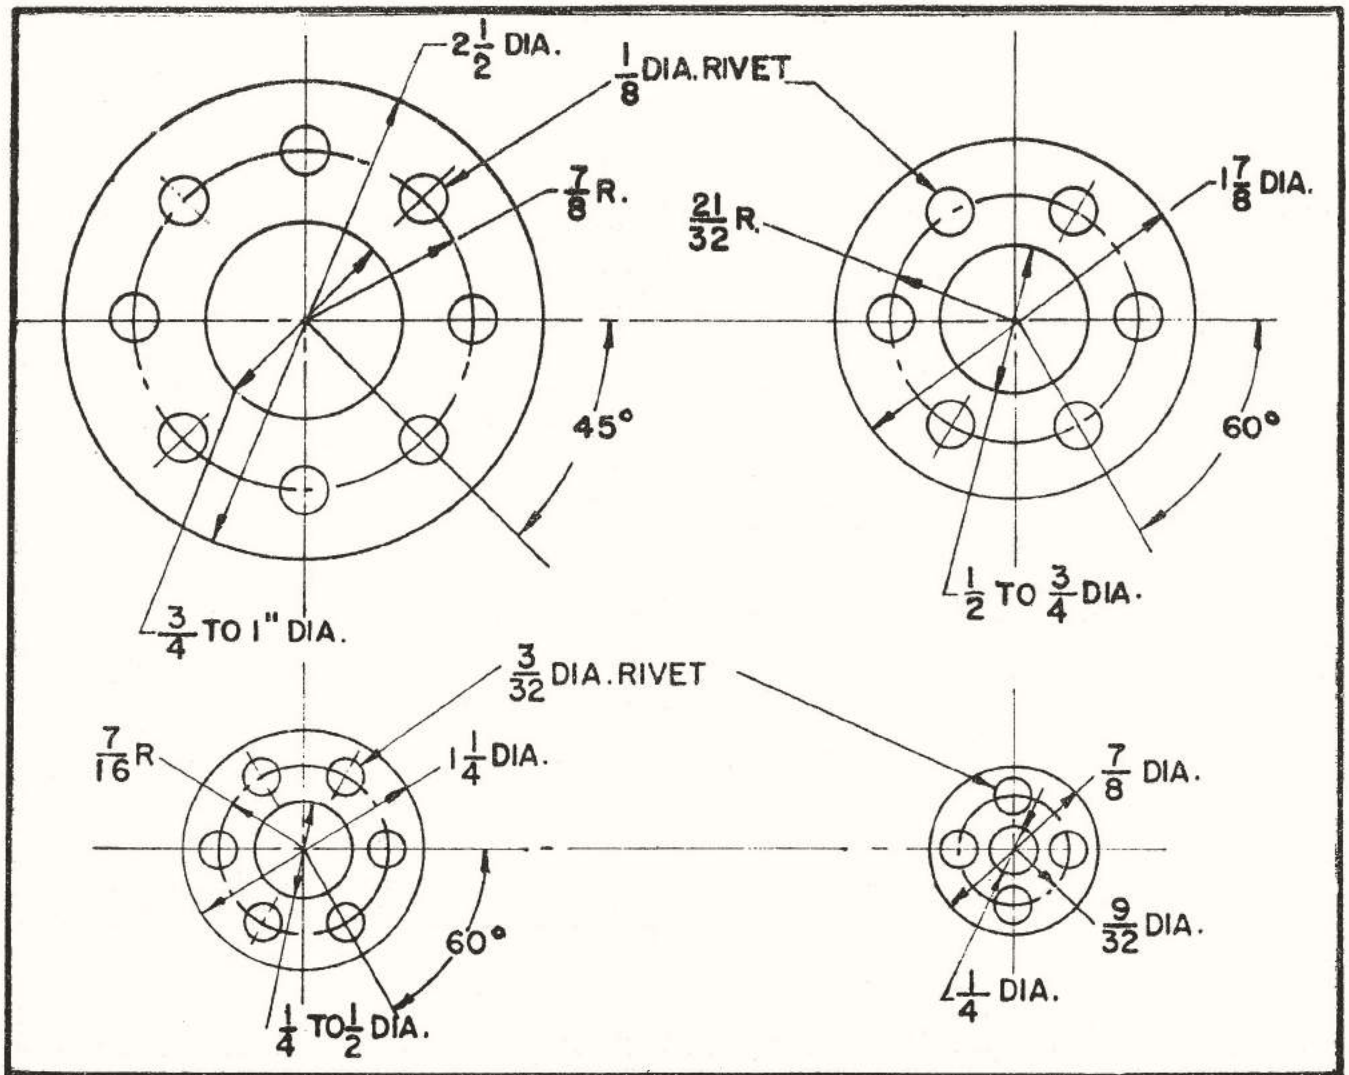 2 1/2 DIA.
1/8 DIA. RIVET
7/8 R.
21/32 R.
1 7/8 DIA.
45°
60°
3/4 TO 1" DIA.
1/2 TO 3/4 DIA.
3/32 DIA. RIVET
7/16 R
1 1/4 DIA.
7/8 DIA.
60°
9/32 DIA.
1/4 TO 1/2 DIA.
1/4 DIA.